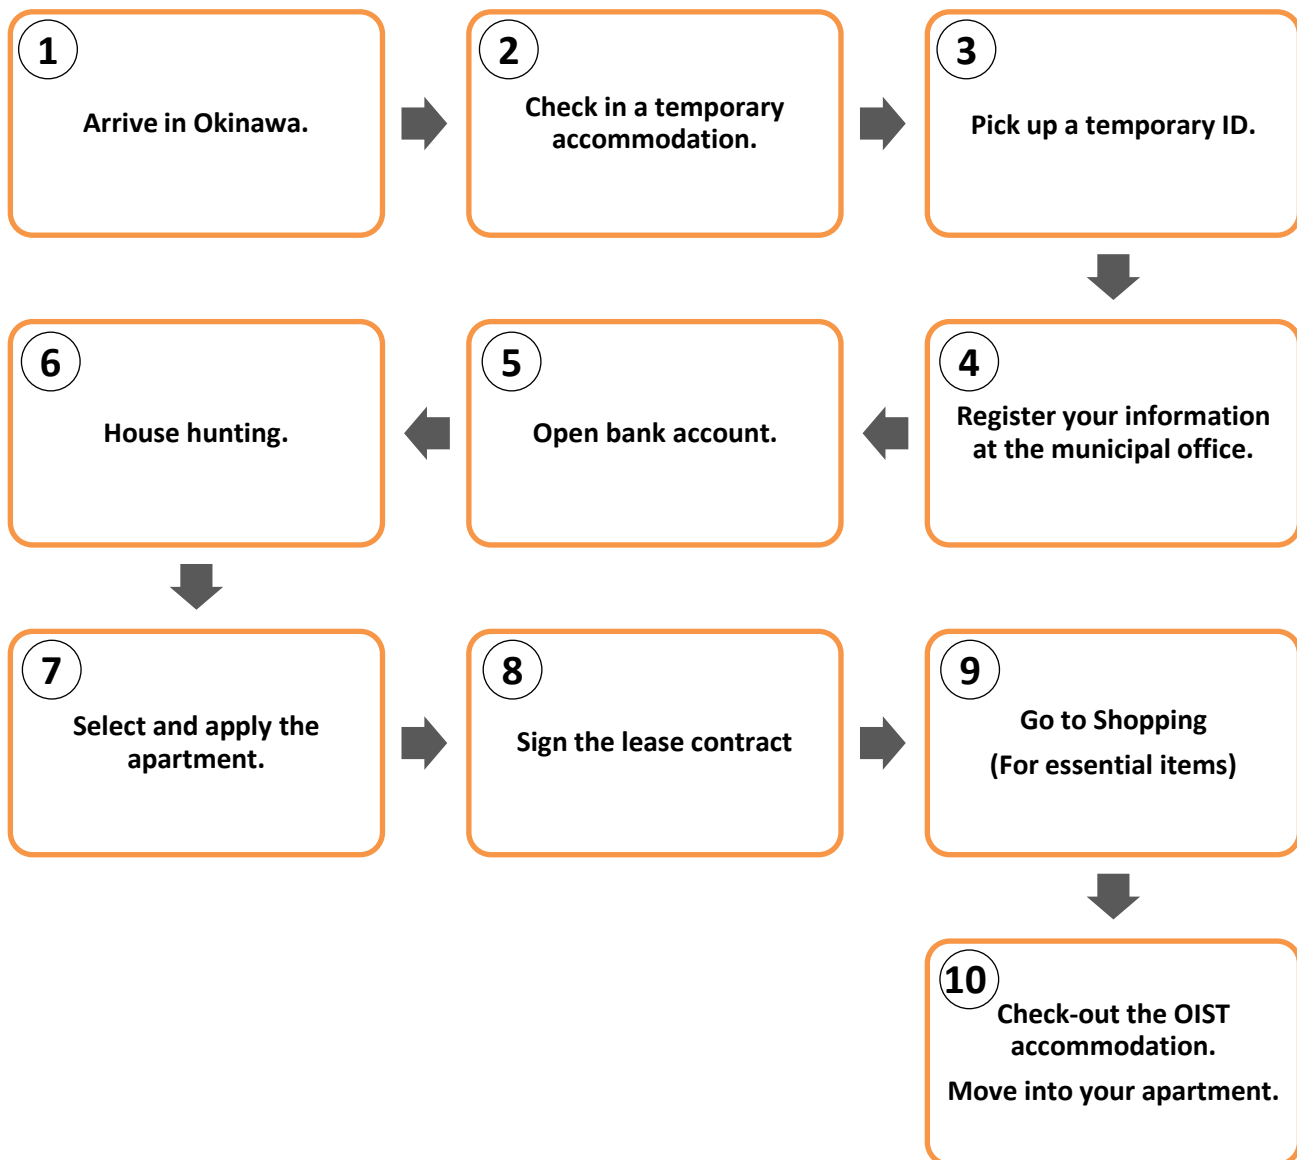 1
Arrive in Okinawa.
2
Check in a temporary
accommodation.
3
Pick up a temporary ID.
4
Register your information
at the municipal office.
5
Open bank account.
6
House hunting.
7
Select and apply the
apartment.
8
Sign the lease contract
9
Go to Shopping
(For essential items)
10
Check-out the OIST
accommodation.
Move into your apartment.